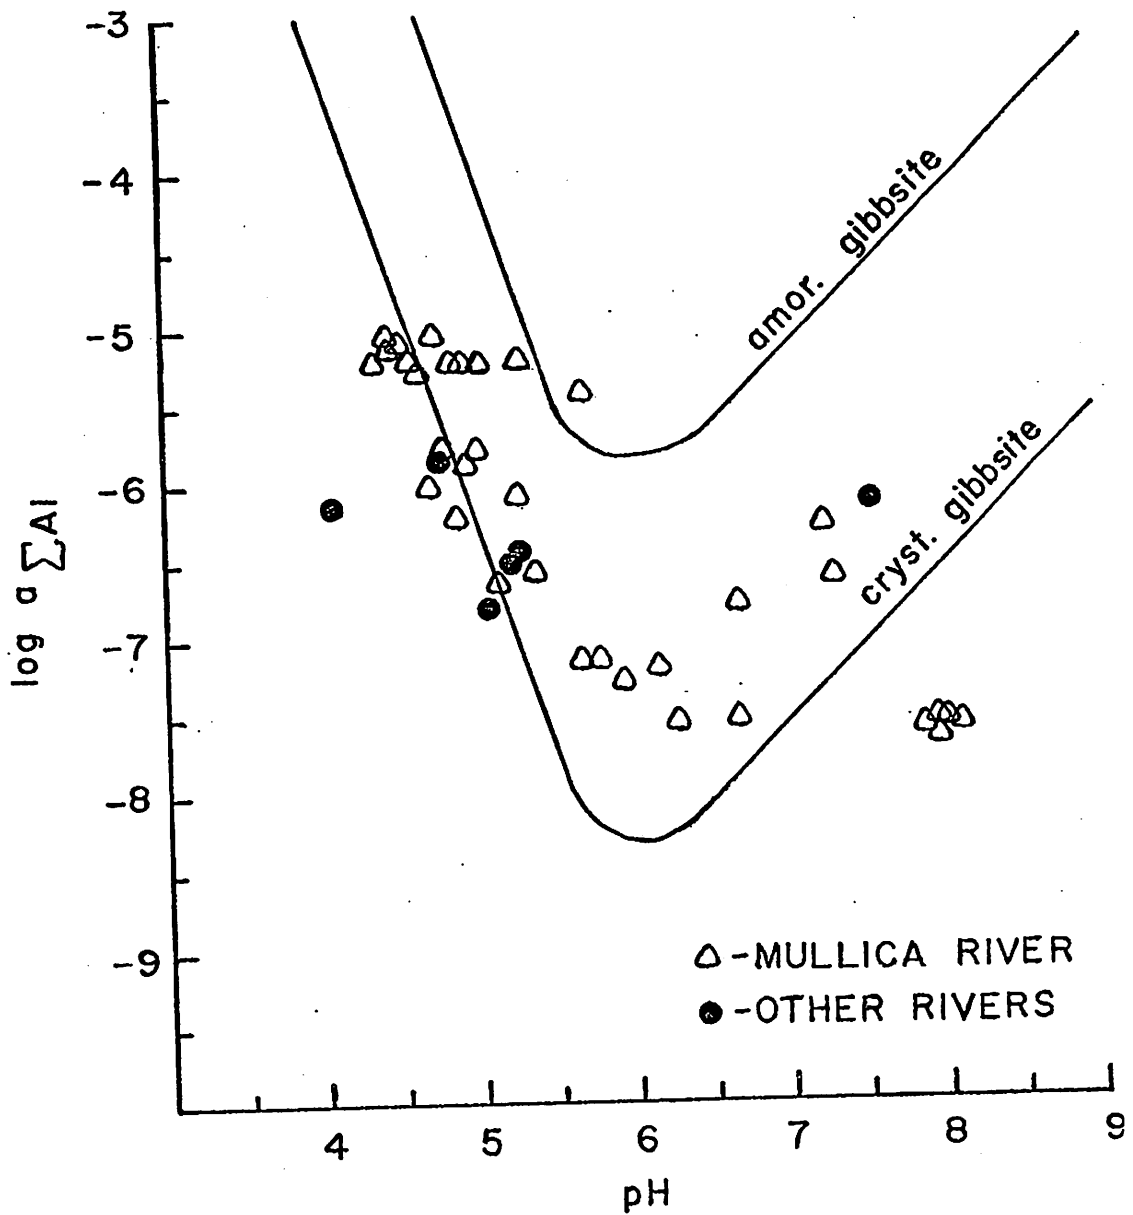 -3
-4
-5
-6
-7
-8
-9
log a ΣAl
amor. gibbsite
cryst. gibbsite
△-MULLICA RIVER
●-OTHER RIVERS
4 5 6 7 8 9
pH